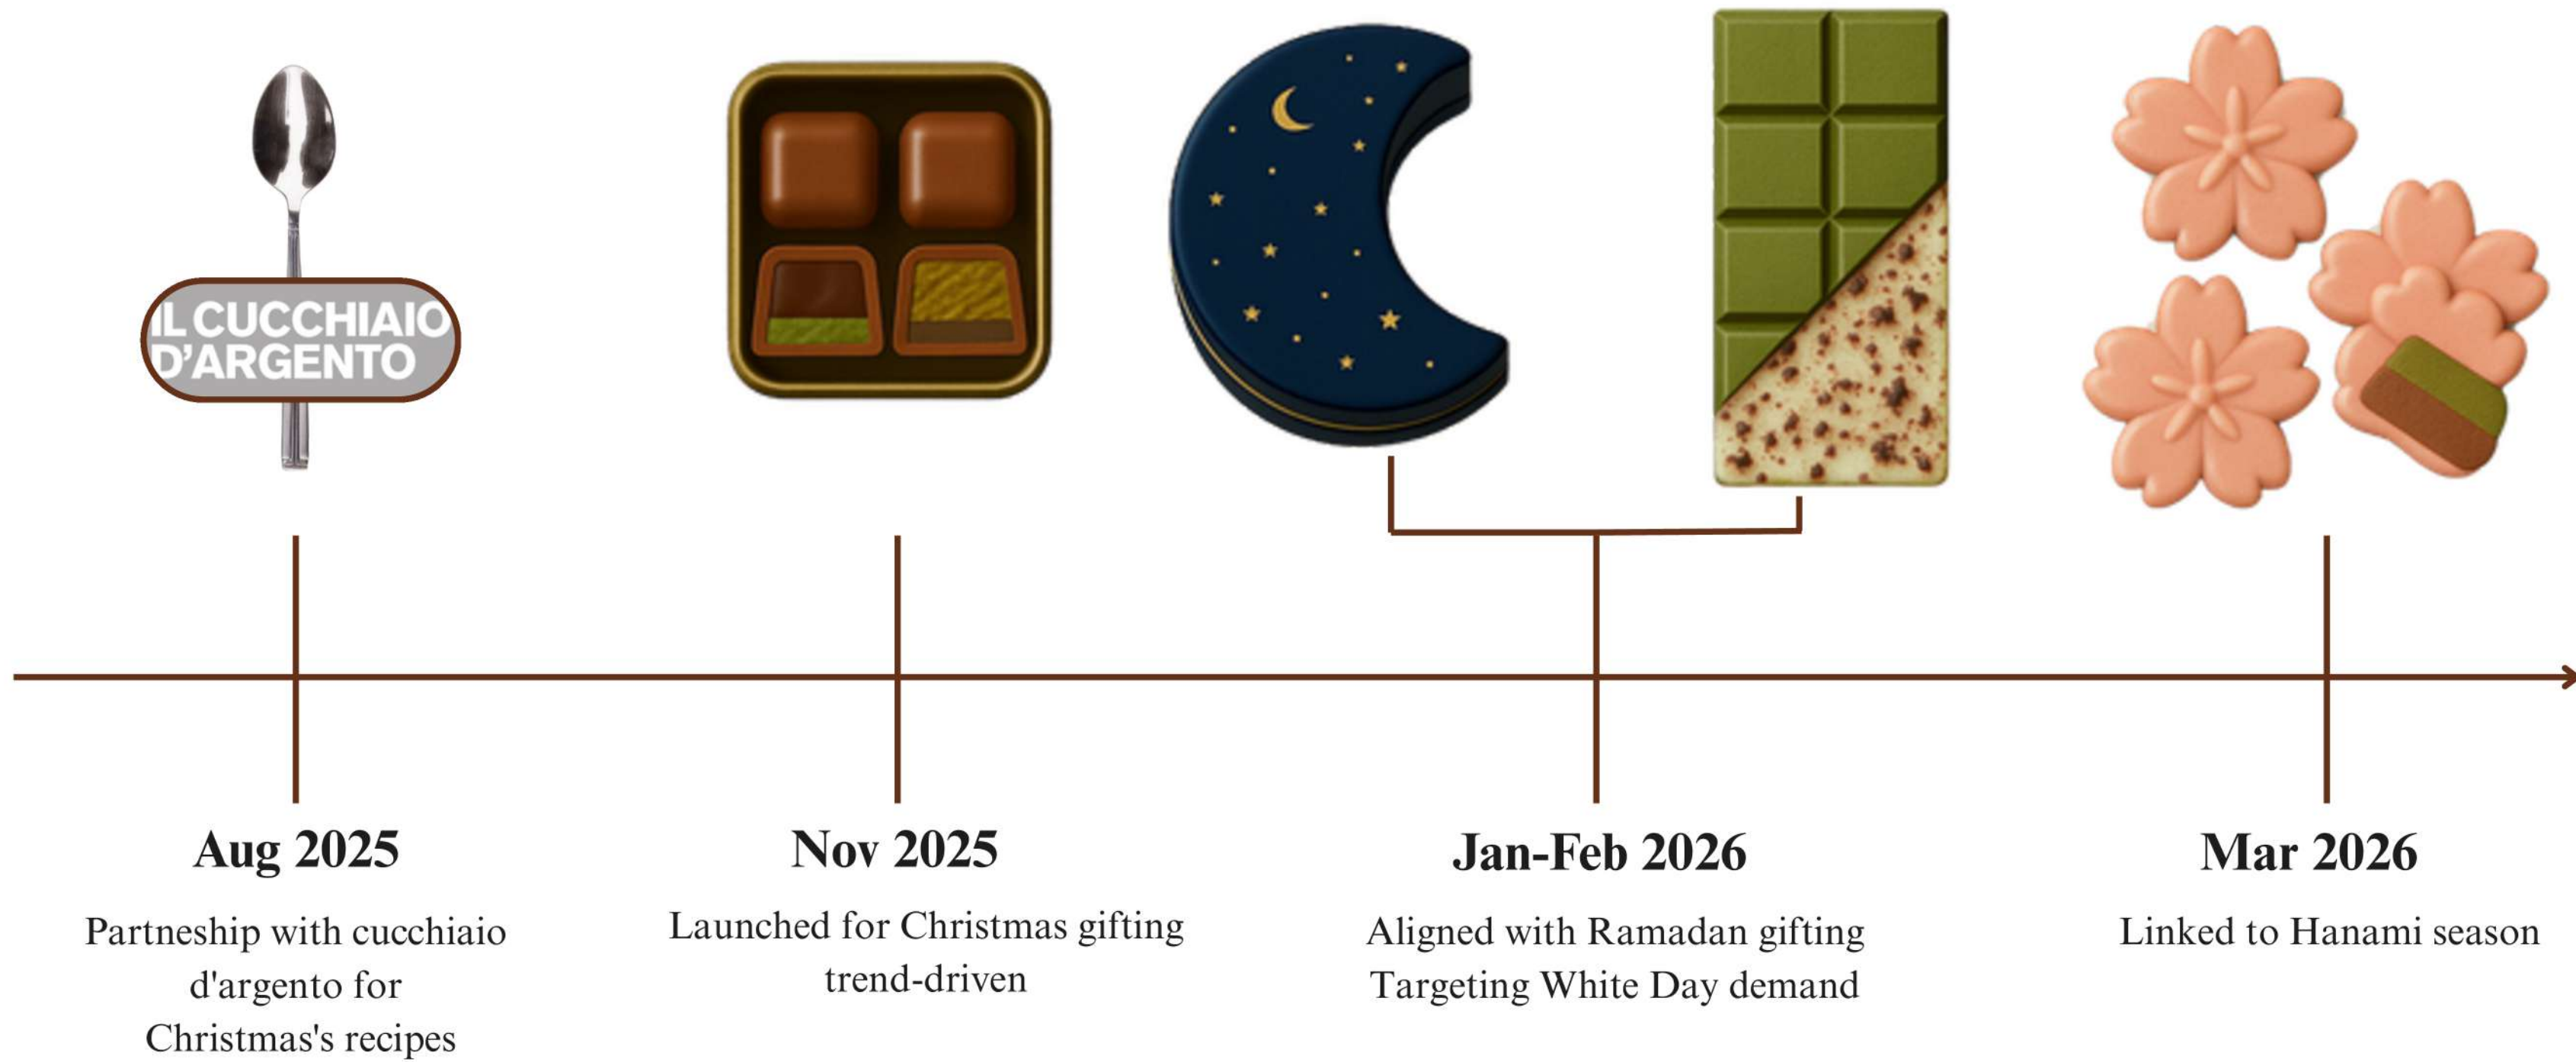 IL CUCCHIAIO
D'ARGENTO
Aug 2025
Partneship with cucchiaio
d'argento for
Christmas's recipes
Nov 2025
Launched for Christmas gifting
trend-driven
Jan-Feb 2026
Aligned with Ramadan gifting
Targeting White Day demand
Mar 2026
Linked to Hanami season